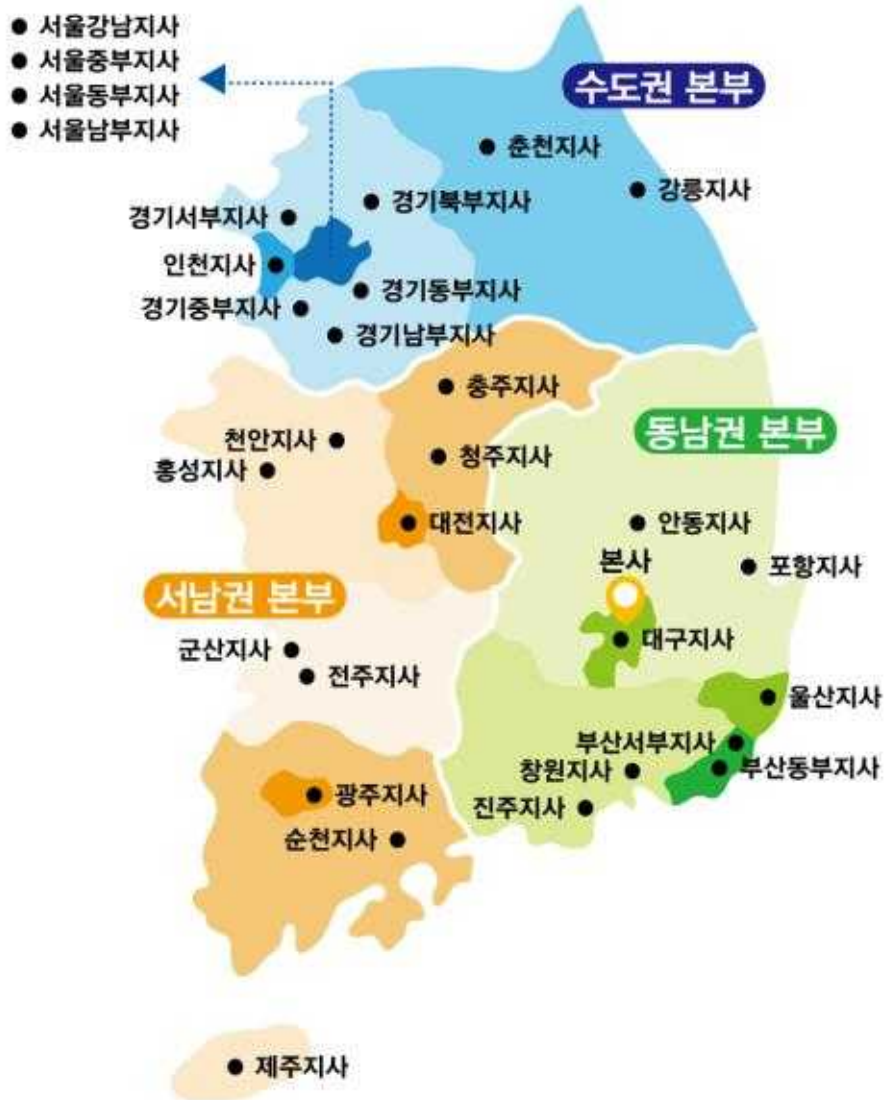 서울강남지사
서울중부지사
서울동부지사
서울남부지사
수도권 본부
춘천지사
강릉지사
경기북부지사
경기서부지사
인천지사
경기동부지사
경기중부지사
경기남부지사
충주지사
동남권 본부
천안지사
청주지사
홍성지사
대전지사
안동지사
본사
포항지사
서남권 본부
대구지사
군산지사
전주지사
울산지사
부산서부지사
창원지사
부산동부지사
광주지사
진주지사
순천지사
제주지사